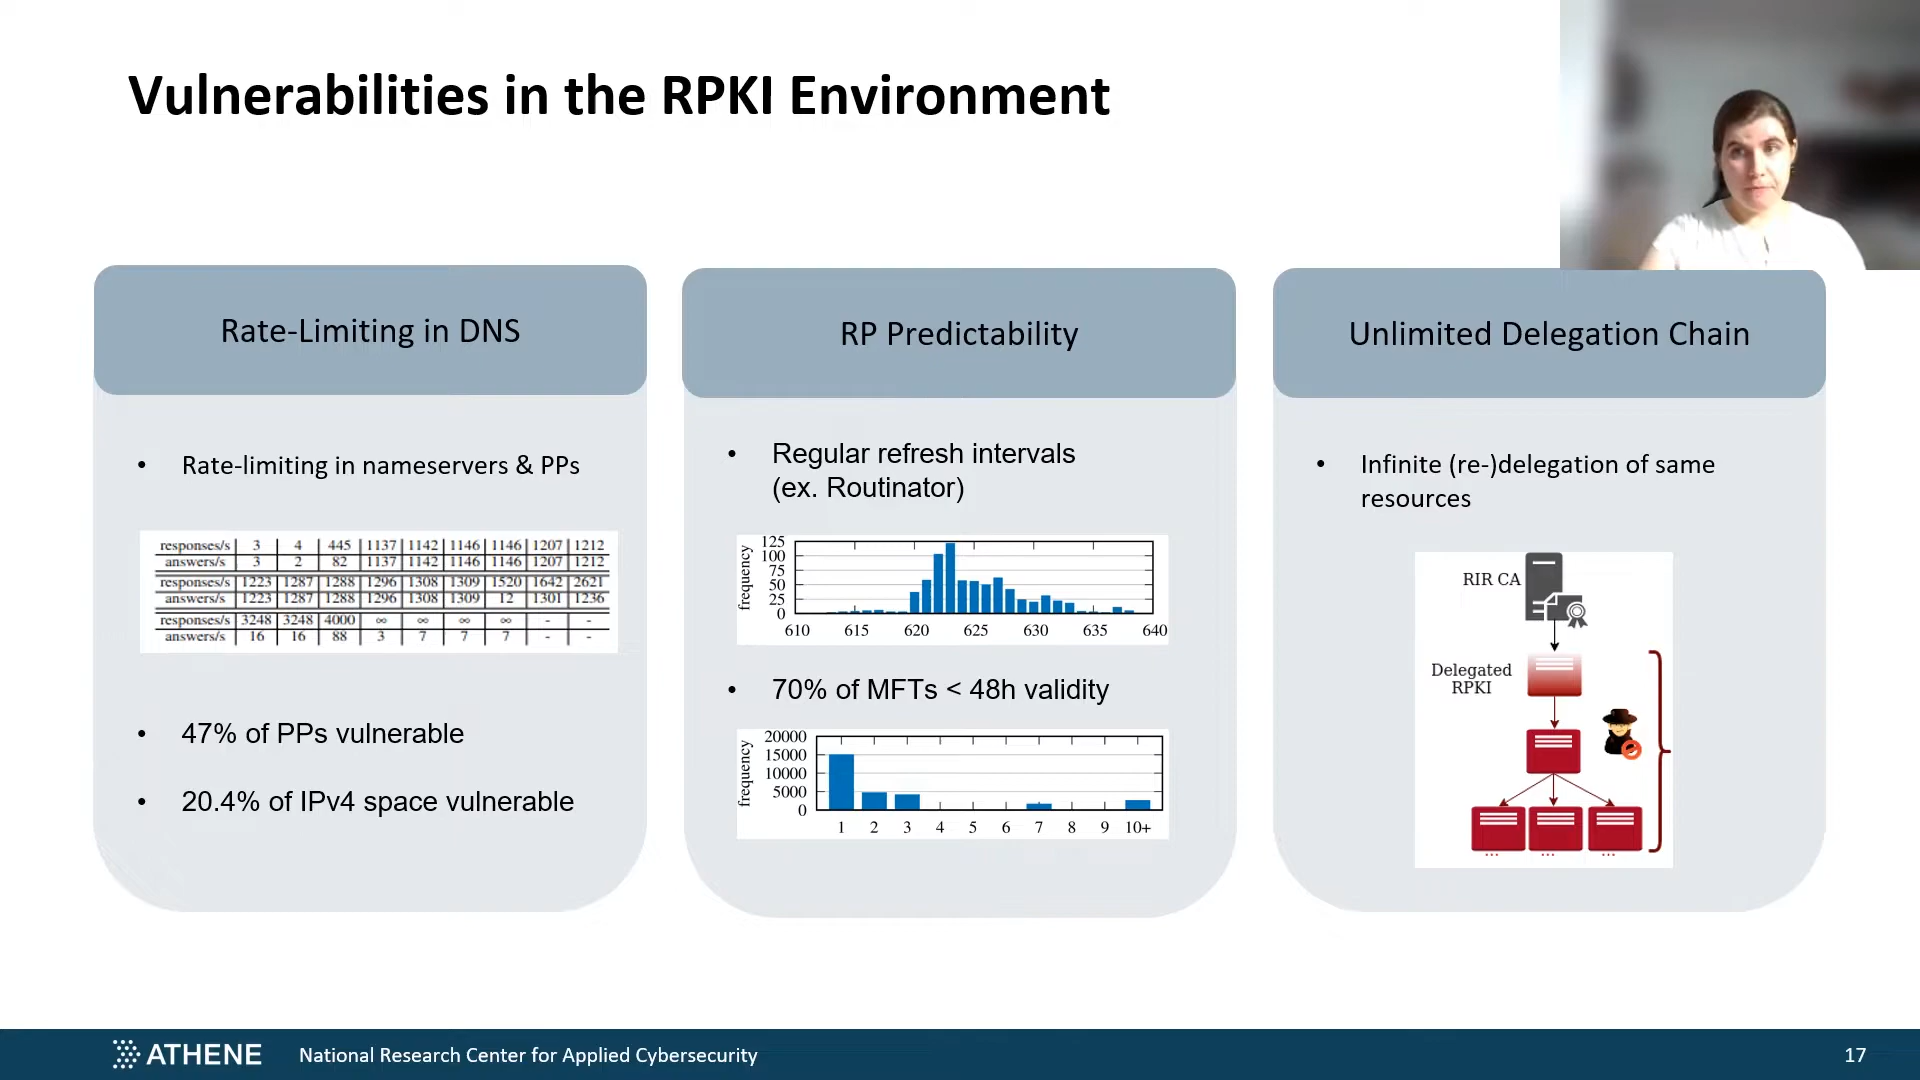 Vulnerabilities in the RPKI Environment
Rate-Limiting in DNS
• Rate-limiting in nameservers & PPs
responses/s 3 4 445 1137 1142 1146 1146 1207 1212
answers/s 3 2 82 1137 1142 1146 1146 1207 1212
responses/s 1223 1287 1288 1296 1308 1309 1520 1642 2621
answers/s 1223 1287 1288 1296 1308 1309 12 1301 1236
responses/s 3248 3248 4000 ∞ ∞ ∞ ∞ - -
answers/s 16 16 88 3 7 7 7 - -
• 47% of PPs vulnerable
• 20.4% of IPv4 space vulnerable
RP Predictability
• Regular refresh intervals
(ex. Routinator)
frequency
125
100
75
50
25
0
610 615 620 625 630 635 640
• 70% of MFTs < 48h validity
frequency
20000
15000
10000
5000
0
1 2 3 4 5 6 7 8 9 10+
Unlimited Delegation Chain
• Infinite (re-)delegation of same
resources
RIR CA
Delegated
RPKI
... ... ...
ATHENE National Research Center for Applied Cybersecurity 17